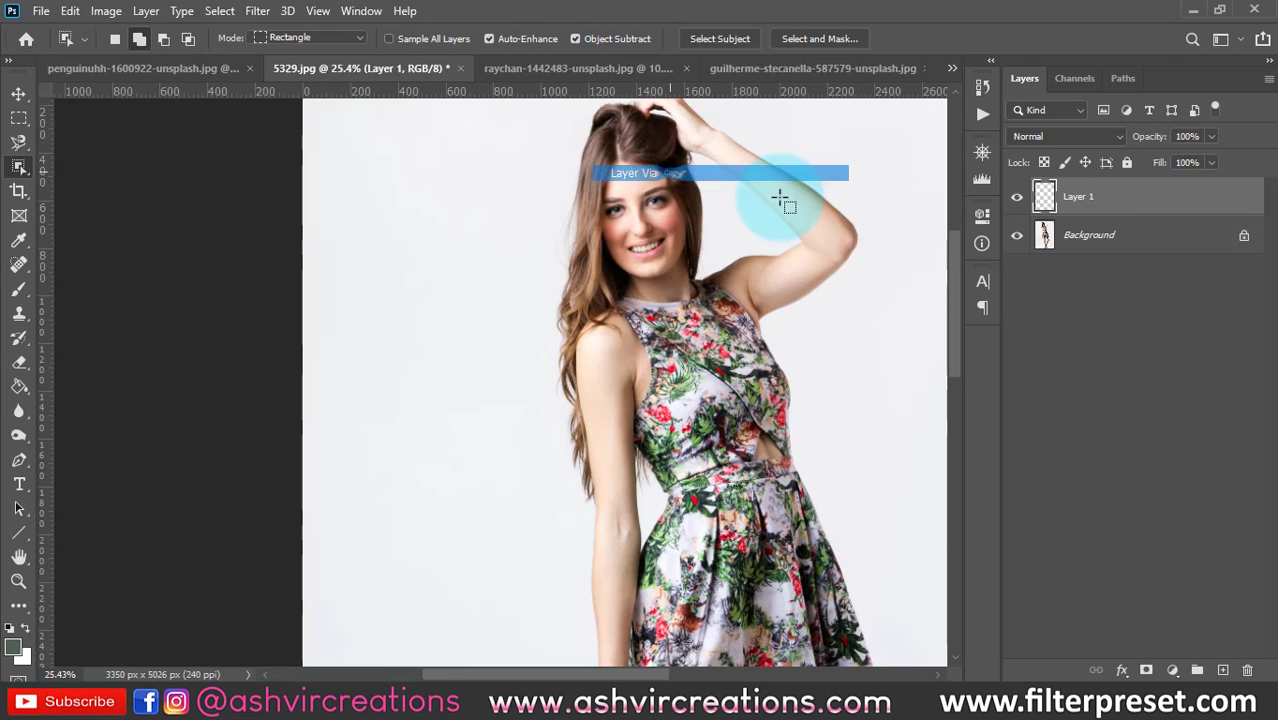 Ps File Edit Image Layer Type Select Filter 3D View Window Help
Mode: Rectangle Sample All Layers Auto-Enhance Object Subtract Select Subject Select and Mask...
penguinuhh-1600922-unsplash.jpg @... × 5329.jpg @ 25.4% (Layer 1, RGB/8) * × raychan-1442483-unsplash.jpg @ 10.... × guilherme-stecanella-587579-unsplash.jpg
1000 800 600 400 200 0 200 400 600 800 1000 1200 1400 1600 1800 2000 2200 2400 2600
Layers Channels Paths
Kind
Normal Opacity: 100%
Lock: Fill: 100%
Layer Via Copy
Layer 1
Background
25.43% 3350 px x 5026 px (240 ppi)
Subscribe @ashvircreations www.ashvircreations.com www.filterpreset.com